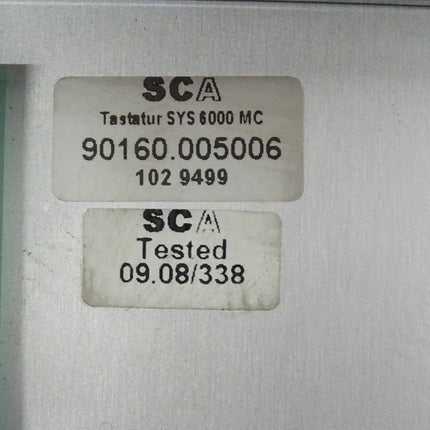 SCA
Tastatur SYS 6000 MC
90160.005006
102 9499
SCA
Tested
09.08/338